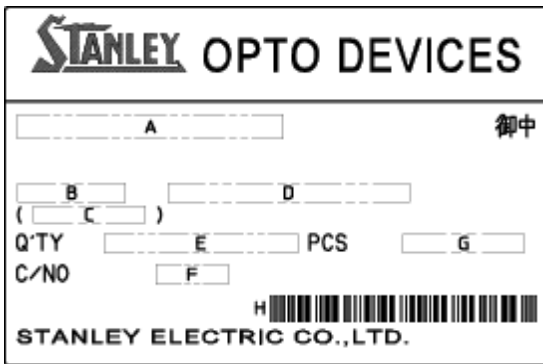 STANLEY OPTO DEVICES
A 御中
B D
( C )
Q'TY E PCS G
C/NO F
H
STANLEY ELECTRIC CO.,LTD.